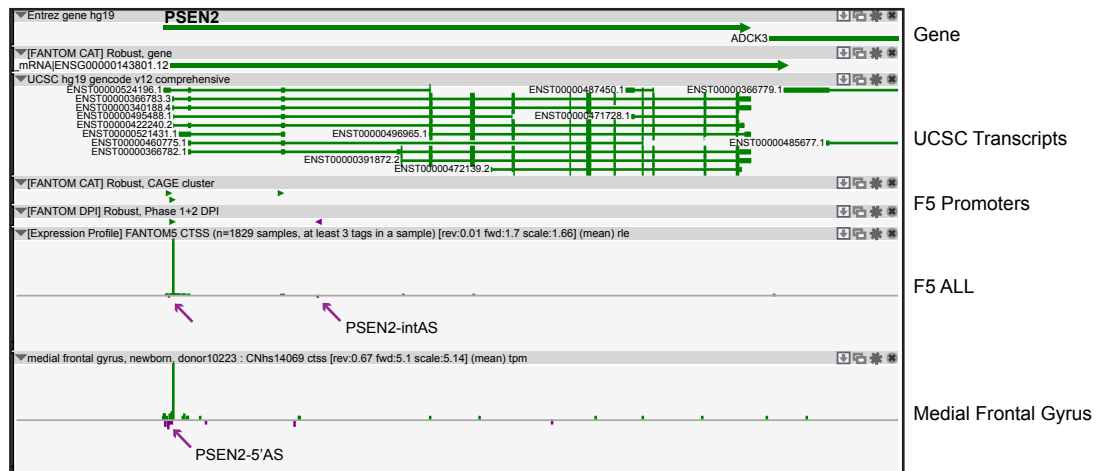 Entrez gene hg19
PSEN2
ADCK3
Gene
[FANTOM CAT] Robust, gene
_mRNA|ENSG00000143801.12
UCSC hg19 gencode v12 comprehensive
ENST00000524196.1
ENST00000487450.1
ENST00000366779.1
ENST00000366783.3
ENST00000340188.4
ENST00000495488.1
ENST00000471728.1
ENST00000422240.2
ENST00000521431.1
ENST00000496965.1
ENST00000460775.1
ENST00000485677.1
UCSC Transcripts
ENST00000366782.1
ENST00000391872.2
ENST00000472139.2
[FANTOM CAT] Robust, CAGE cluster
F5 Promoters
[FANTOM DPI] Robust, Phase 1+2 DPI
[Expression Profile] FANTOM5 CTSS (n=1829 samples, at least 3 tags in a sample) [rev:0.01 fwd:1.7 scale:1.66] (mean) rle
F5 ALL
PSEN2-intAS
medial frontal gyrus, newborn, donor10223 : CNhs14069 ctss [rev:0.67 fwd:5.1 scale:5.14] (mean) tpm
Medial Frontal Gyrus
PSEN2-5'AS